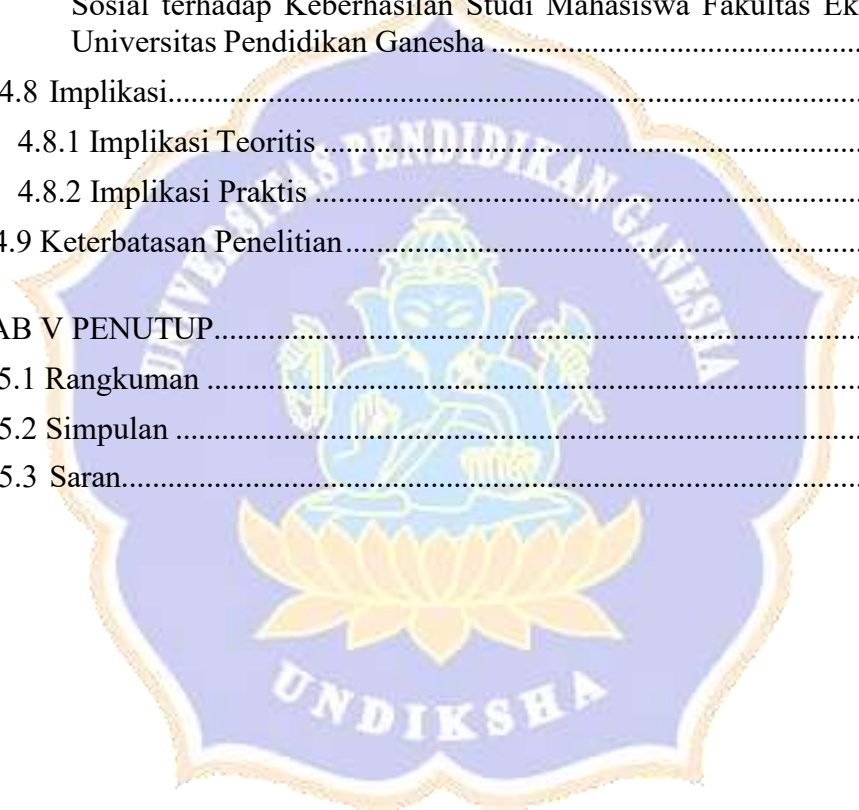 Sosial terhadap Keberhasilan Studi Mahasiswa Fakultas Ek
Universitas Pendidikan Ganesha ..............................................
4.8 Implikasi....................................................................................
4.8.1 Implikasi Teoritis .................................................................
4.8.2 Implikasi Praktis ..................................................................
4.9 Keterbatasan Penelitian..............................................................
AB V PENUTUP..............................................................................
5.1 Rangkuman ................................................................................
5.2 Simpulan ....................................................................................
5.3 Saran...........................................................................................
UNIVERSITAS PENDIDIKAN GANESHA
UNDIKSHA